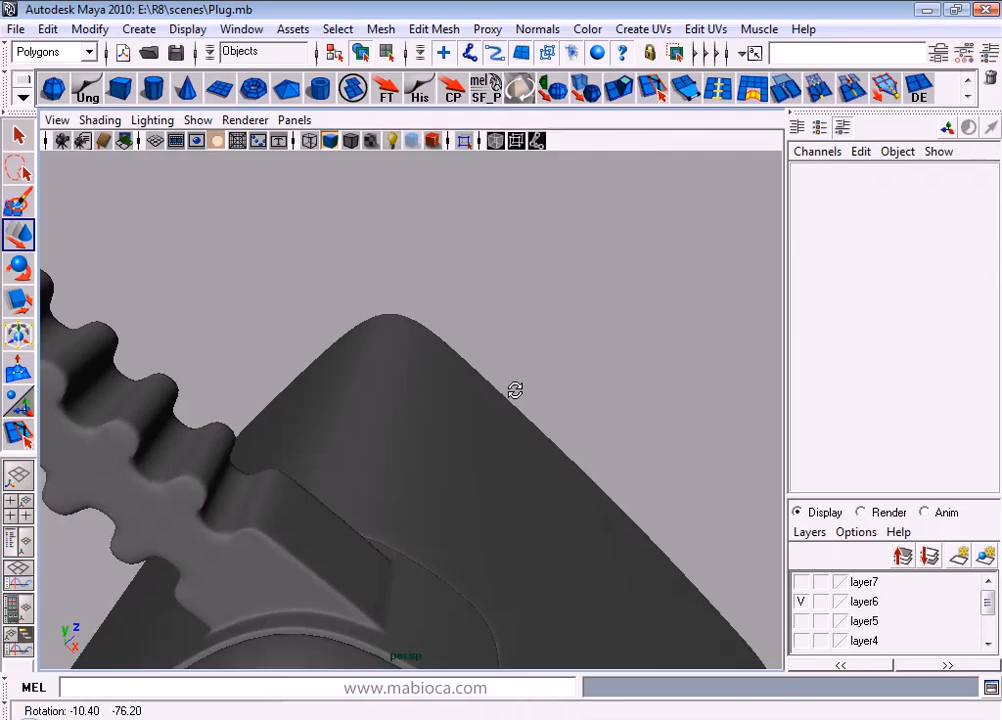 Autodesk Maya 2010: E:\R8\scenes\Plug.mb
File Edit Modify Create Display Window Assets Select Mesh Edit Mesh Proxy Normals Color Create UVs Edit UVs Muscle Help
Polygons Objects
Ung FT His CP mel SF_P DE
View Shading Lighting Show Renderer Panels
Channels Edit Object Show
Display Render Anim
Layers Options Help
layer7
V layer6
layer5
layer4
y z x
persp
<< >>
MEL www.mabioca.com
Rotation: -10.40 -76.20